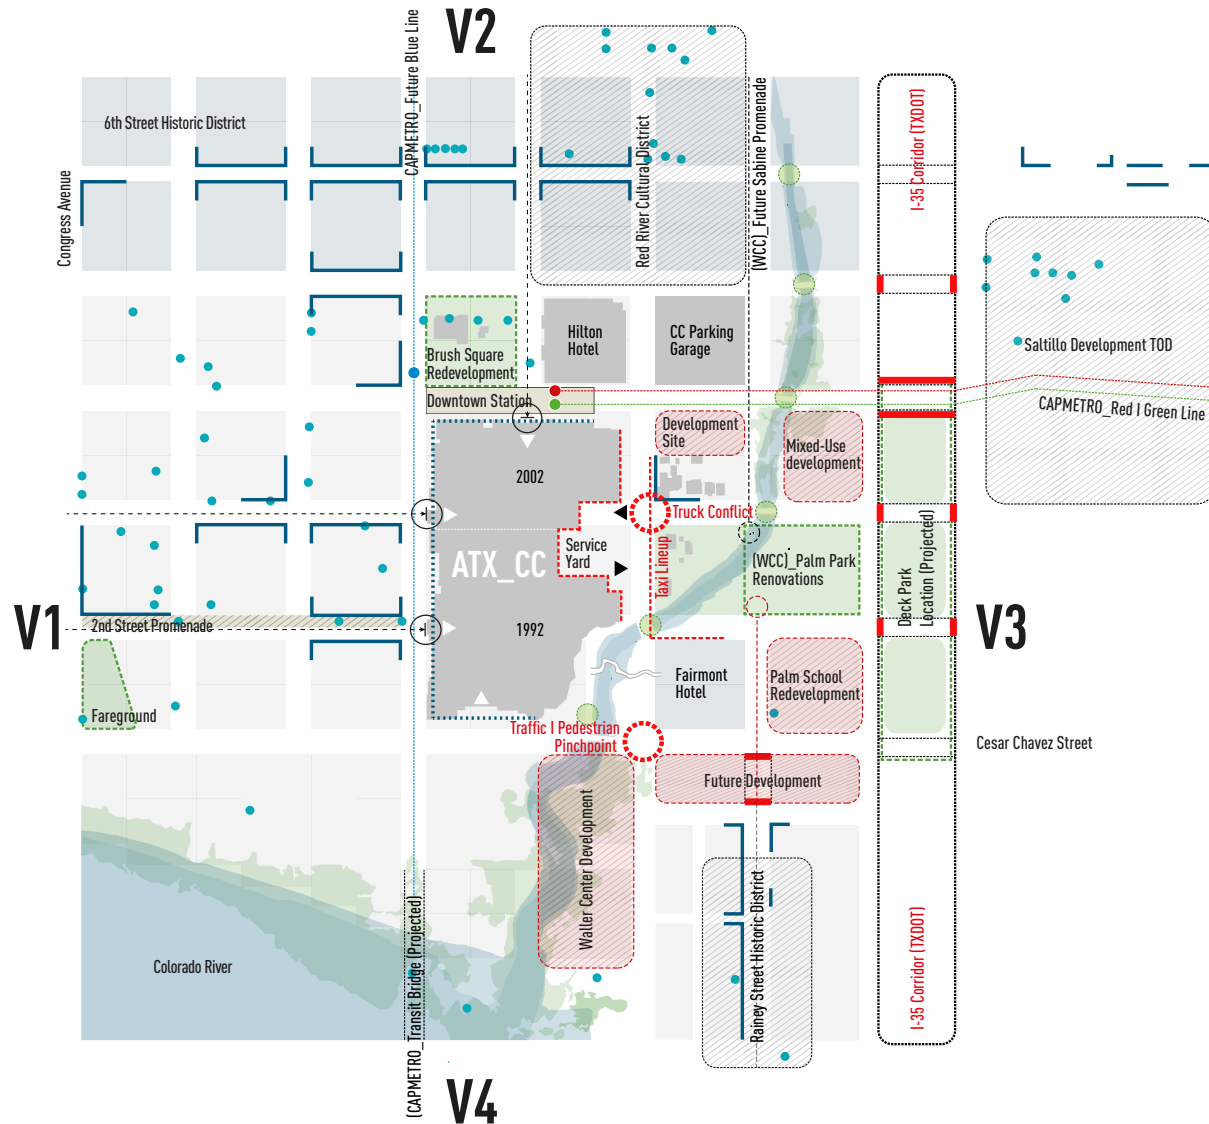 V2
CAPMETRO_Future Blue Line
6th Street Historic District
Congress Avenue
Red River Cultural District
(WCC)_Future Sabine Promenade
I-35 Corridor (TXDOT)
Hilton
Hotel
CC Parking
Garage
Brush Square
Redevelopment
Downtown Station
Saltillo Development TOD
CAPMETRO_Red I Green Line
Development
Site
Mixed-Use
development
2002
Truck Conflict
ATX_CC
Service
Yard
Taxi Lineup
(WCC)_Palm Park
Renovations
Deck Park
Location (Projected)
V1
2nd Street Promenade
1992
V3
Fareground
Fairmont
Hotel
Palm School
Redevelopment
Traffic I Pedestrian
Pinchpoint
Cesar Chavez Street
Future Development
Waller Center Development
Colorado River
(CAPMETRO_Transit Bridge (Projected)
Rainey Street Historic District
I-35 Corridor (TXDOT)
V4